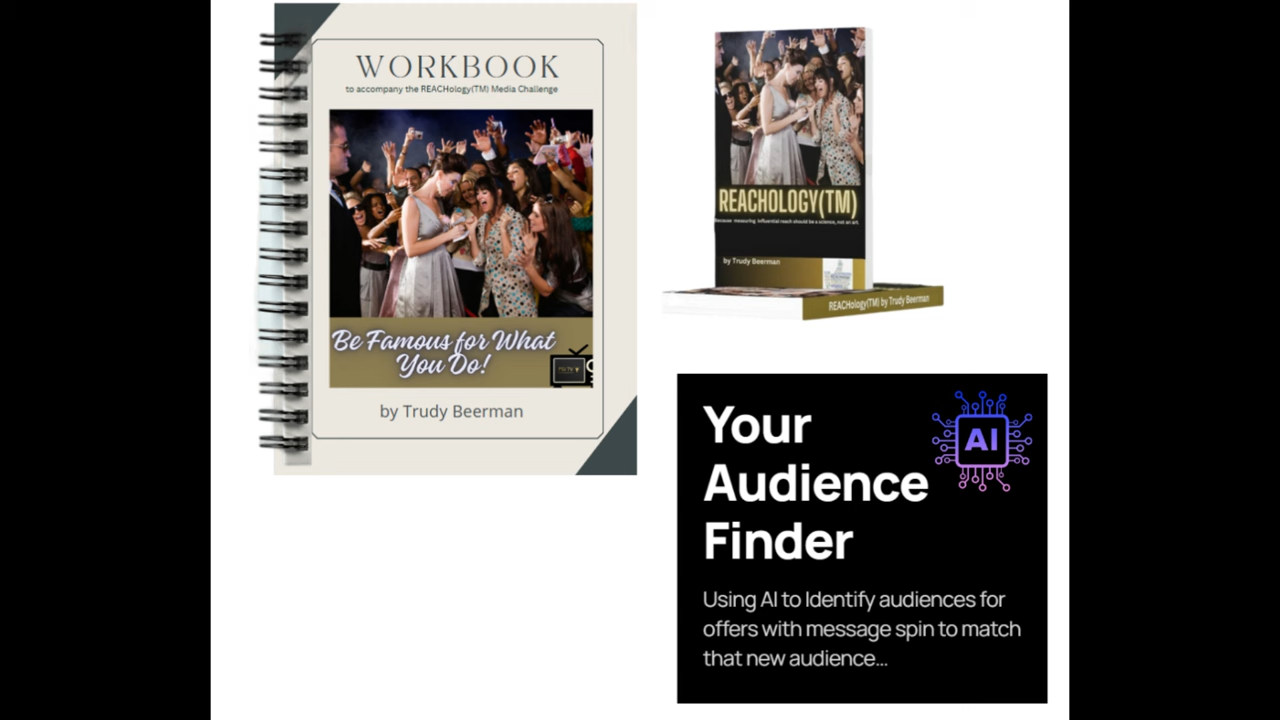 WORKBOOK
to accompany the REACHology(TM) Media Challenge
Be Famous for What
You Do!
by Trudy Beerman
REACHOLOGY(TM)
Because measuring influential reach should be a science, not an art
by Trudy Beerman
REACHology(TM) by Trudy Beerman
Your
Audience
Finder
AI
Using AI to Identify audiences for
offers with message spin to match
that new audience...